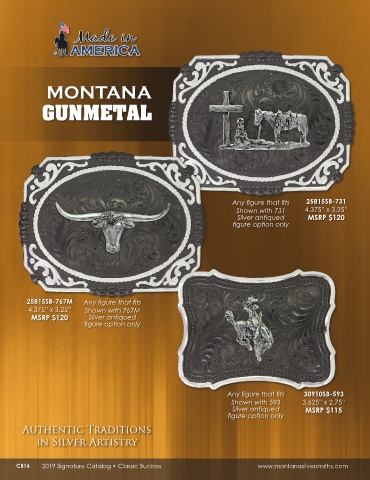 Made in
AMERICA
MONTANA
GUNMETAL
Any figure that fits
Shown with 731
Silver antiqued
figure option only
25815SB-731
4.375" x 3.25"
MSRP $120
25815SB-767M
4.375" x 3.25"
MSRP $120
Any figure that fits
Shown with 767M
Silver antiqued
figure option only
Any figure that fits
Shown with 593
Silver antiqued
figure option only
30910SB-593
3.625" x 2.75"
MSRP $115
Authentic Traditions
in Silver Artistry
CB16 2019 Signature Catalog • Classic Buckles www.montanasilversmiths.com